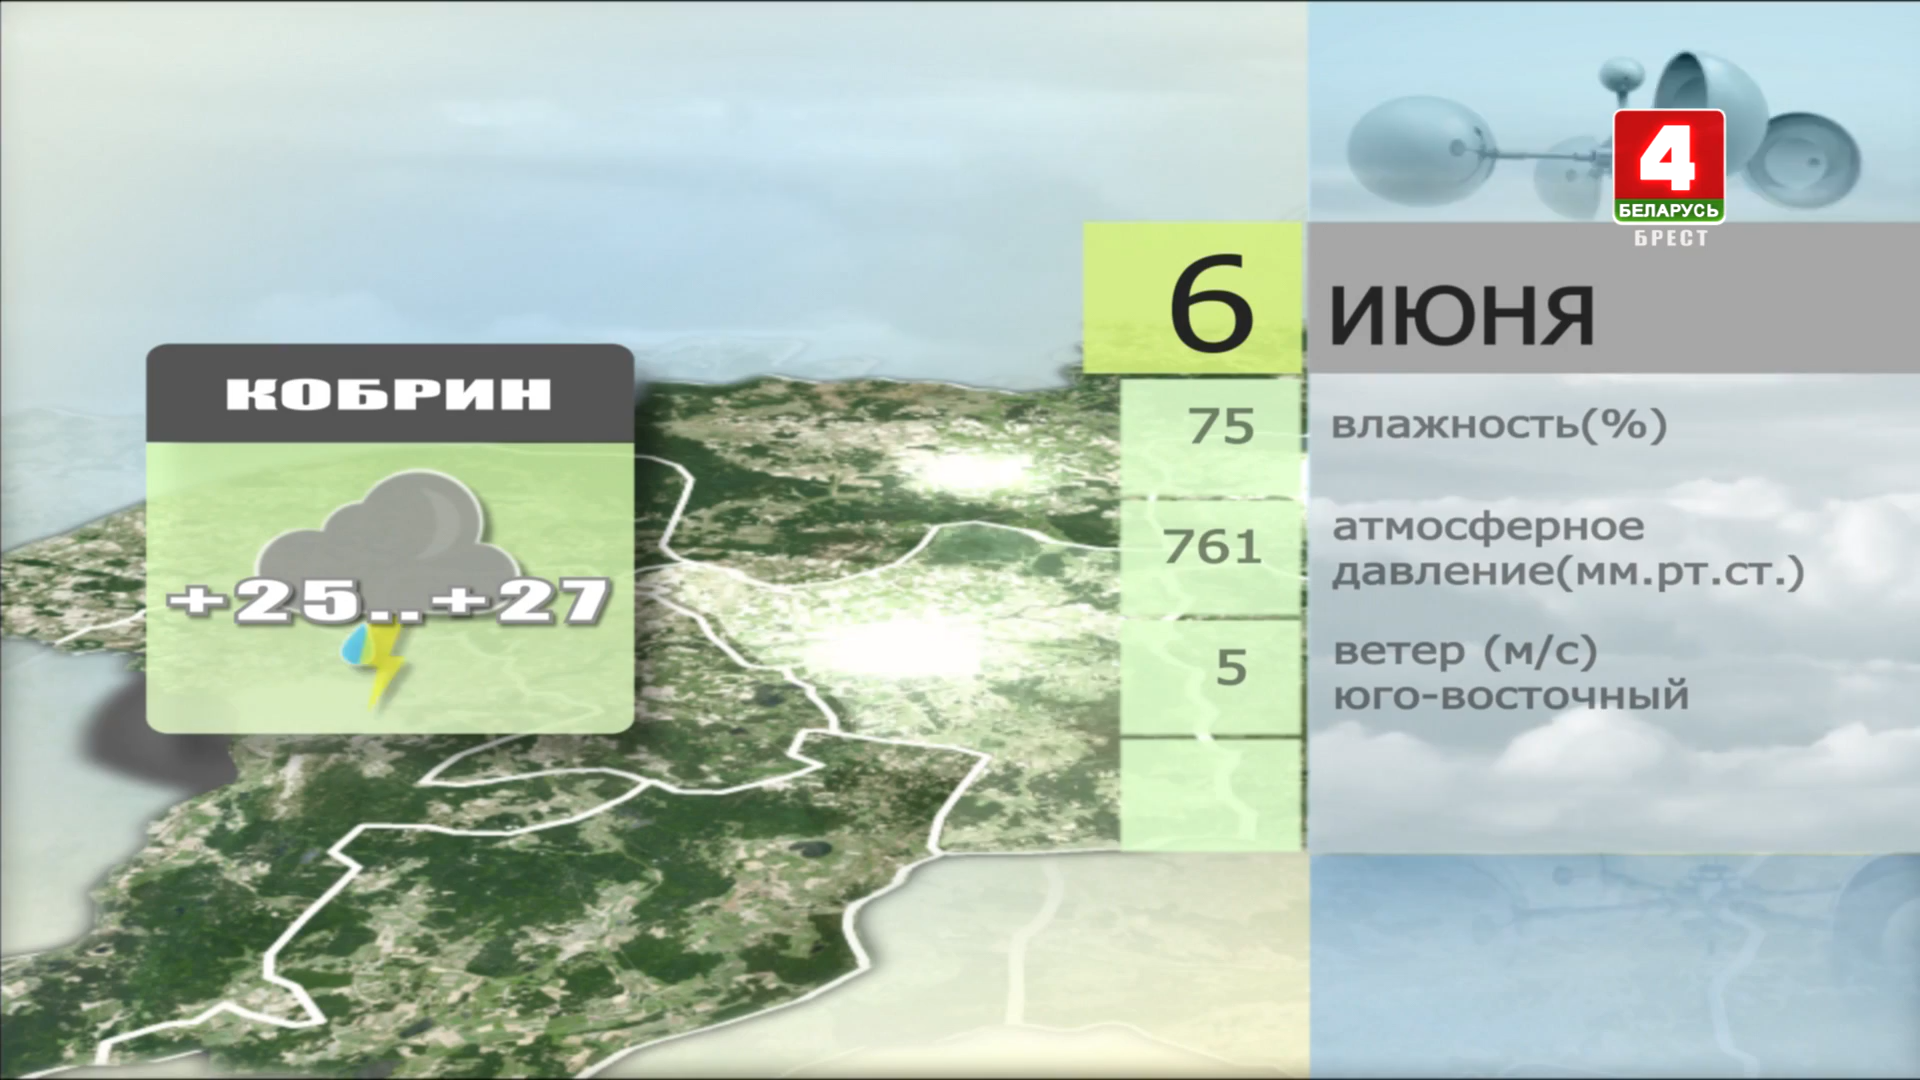 4
БЕЛАРУСЬ
БРЕСТ
6 ИЮНЯ
КОБРИН
+25..+27
75 влажность(%)
761 атмосферное
давление(мм.рт.ст.)
5 ветер (м/с)
юго-восточный